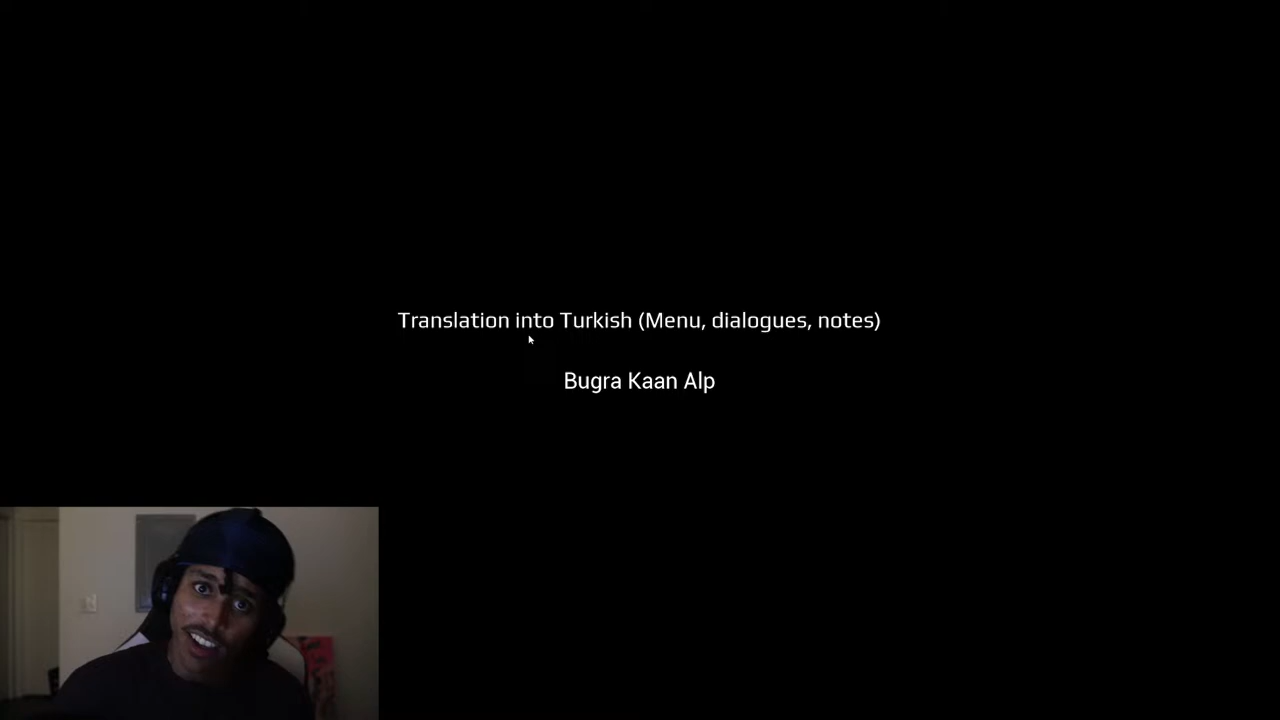 Translation into Turkish (Menu, dialogues, notes)
Bugra Kaan Alp